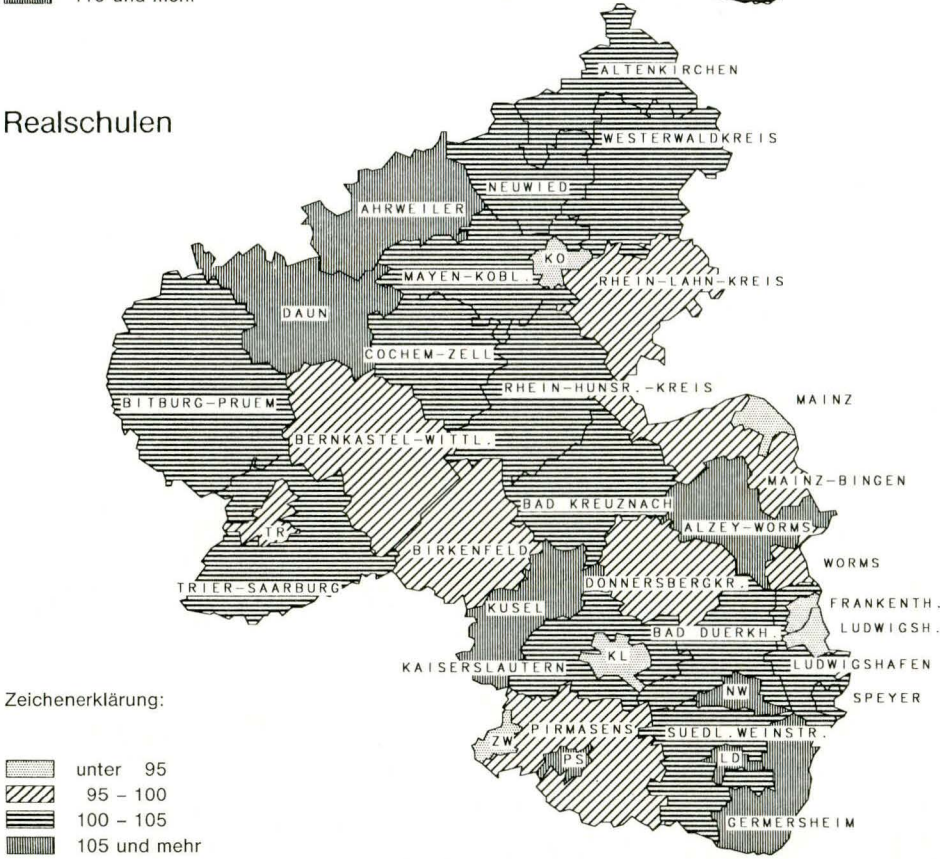 110 und mehr
Realschulen
ALTENKIRCHEN
WESTERWALDKREIS
NEUWIED
AHRWEILER
KO
MAYEN-KOBL.
RHEIN-LAHN-KREIS
DAUN
COCHEM-ZELL
RHEIN-HUNSR.-KREIS
MAINZ
BITBURG-PRUEM
BERNKASTEL-WITTL.
MAINZ-BINGEN
BAD KREUZNACH
ALZEY-WORMS
TR
BIRKENFELD
WORMS
TRIER-SAARBURG
DONNERSBERGKR.
FRANKENTH.
KUSEL
LUDWIGSH.
BAD DUERKH.
KL
KAISERSLAUTERN
LUDWIGSHAFEN
NW
SPEYER
Zeichenerklärung:
PIRMASENS
SUEDL.WEINSTR.
ZW
PS
LD
unter 95
95 - 100
100 - 105
GERMERSHEIM
105 und mehr